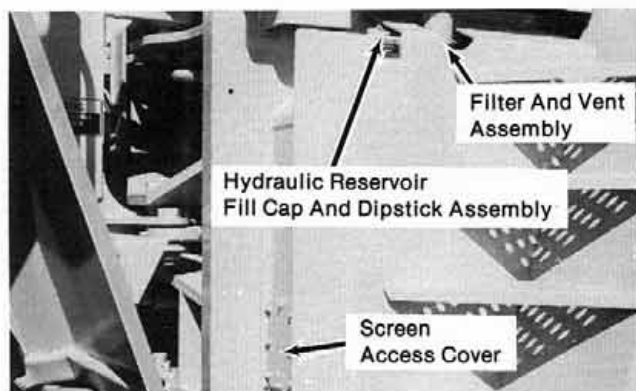 Filter And Vent
Assembly
Hydraulic Reservoir
Fill Cap And Dipstick Assembly
Screen
Access Cover